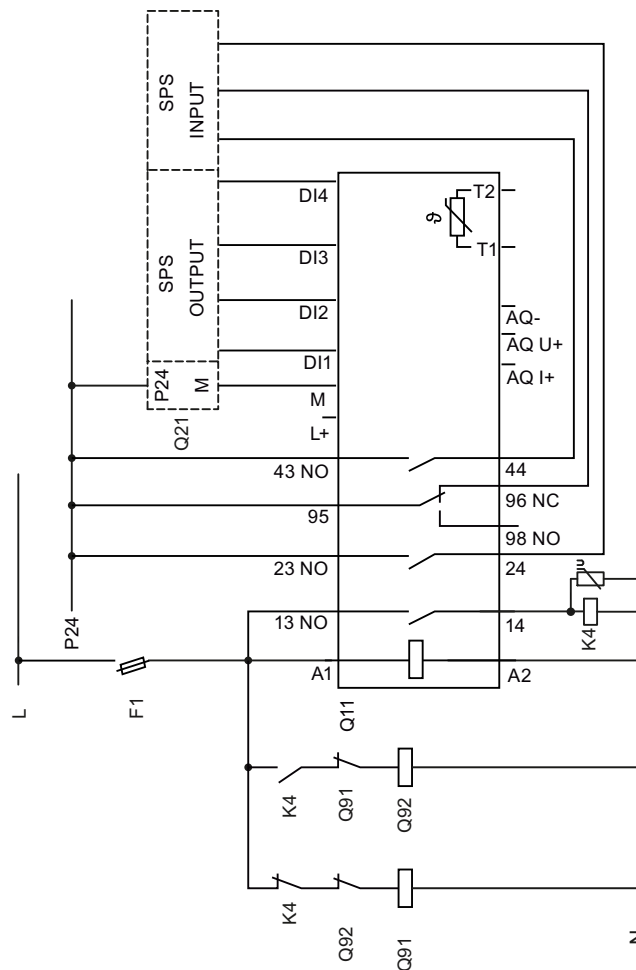 SPS
INPUT
SPS
OUTPUT
P24
M
Q21
DI4
DI3
DI2
DI1
M
L+
T2
T1
ϑ
AQ-
AQ U+
AQ I+
43 NO
44
95
96 NC
98 NO
23 NO
24
13 NO
14
A1
A2
P24
L
F1
Q11
K4
u
K4
Q91
Q92
K4
Q92
Q91
N